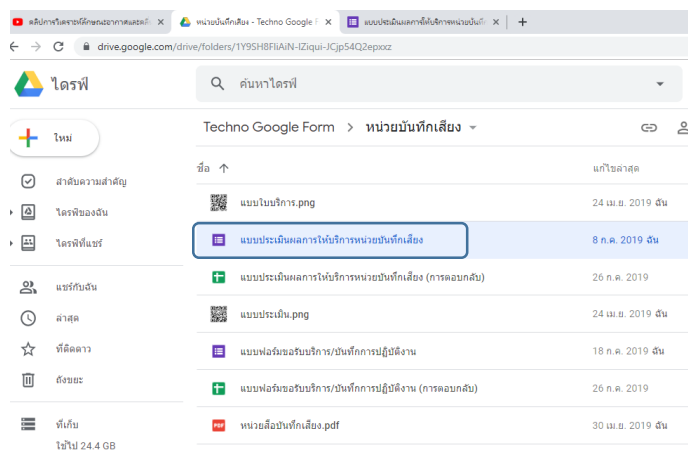 คลิปการวิเคราะห์ลักษณะอากาศและคลื
หน่วยบันทึกเสียง - Techno Google F
แบบประเมินผลการให้บริการหน่วยบันทึก
drive.google.com/drive/folders/1Y9SH8FliAiN-IZiqui-JCjp54Q2epxxz
ไดรฟ์
ค้นหาไดรฟ์
ใหม่
Techno Google Form > หน่วยบันทึกเสียง
ชื่อ
แก้ไขล่าสุด
สำดับความสำคัญ
ไดรฟ์ของฉัน
ไดรฟ์ที่แชร์
แชร์กับฉัน
ล่าสุด
ที่ติดดาว
ถังขยะ
ที่เก็บ
ใช้ไป 24.4 GB
แบบใบบริการ.png 24 เม.ย. 2019 ฉัน
แบบประเมินผลการให้บริการหน่วยบันทึกเสียง 8 ก.ค. 2019 ฉัน
แบบประเมินผลการให้บริการหน่วยบันทึกเสียง (การตอบกลับ) 26 ก.ค. 2019
แบบประเมิน.png 24 เม.ย. 2019 ฉัน
แบบฟอร์มขอรับบริการ/บันทึกการปฏิบัติงาน 18 ก.ค. 2019 ฉัน
แบบฟอร์มขอรับบริการ/บันทึกการปฏิบัติงาน (การตอบกลับ) 26 ก.ค. 2019
PDF หน่วยสื่อบันทึกเสียง.pdf 30 เม.ย. 2019 ฉัน